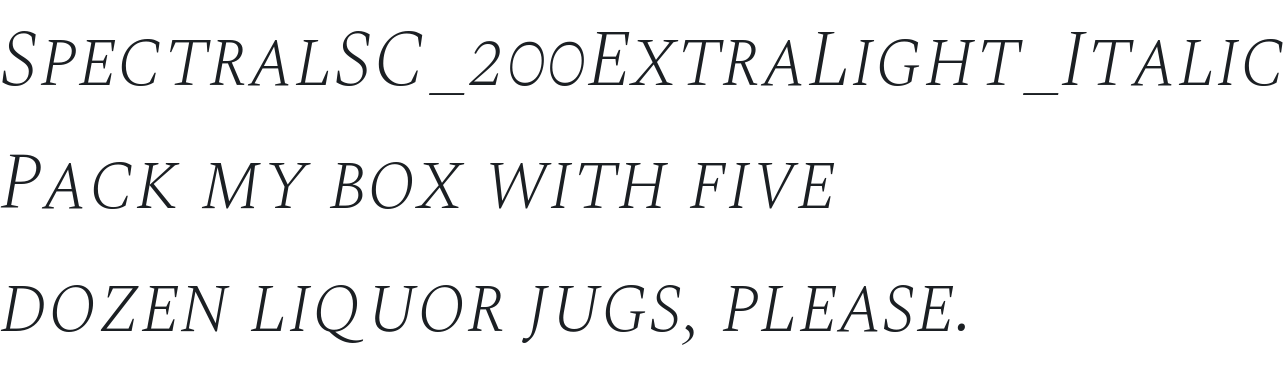 SpectralSC_200ExtraLight_Italic
Pack my box with five
dozen liquor jugs, please.